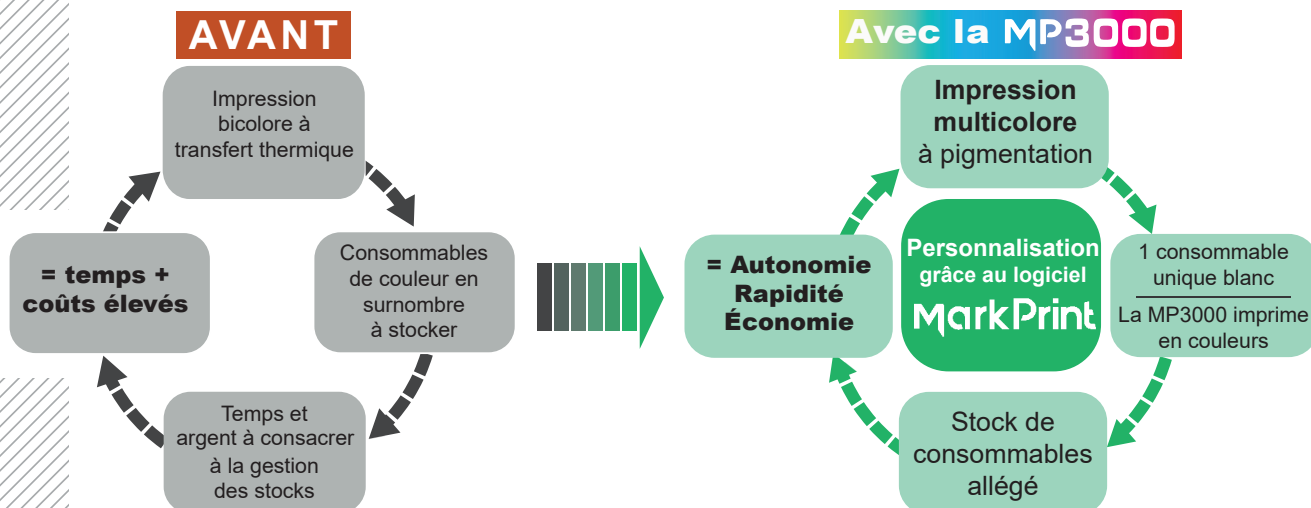 AVANT
Impression
bicolore à
transfert thermique
Consommables
de couleur en
surnombre
à stocker
Temps et
argent à consacrer
à la gestion
des stocks
= temps +
coûts élevés
Avec la MP3000
Impression
multicolore
à pigmentation
1 consommable
unique blanc
La MP3000 imprime
en couleurs
Stock de
consommables
allégé
= Autonomie
Rapidité
Économie
Personnalisation
grâce au logiciel
MarkPrint